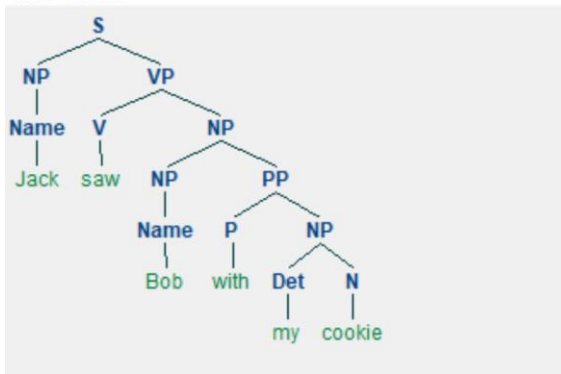 S
NP VP
Name V NP
Jack saw NP PP
Name P NP
Bob with Det N
my cookie